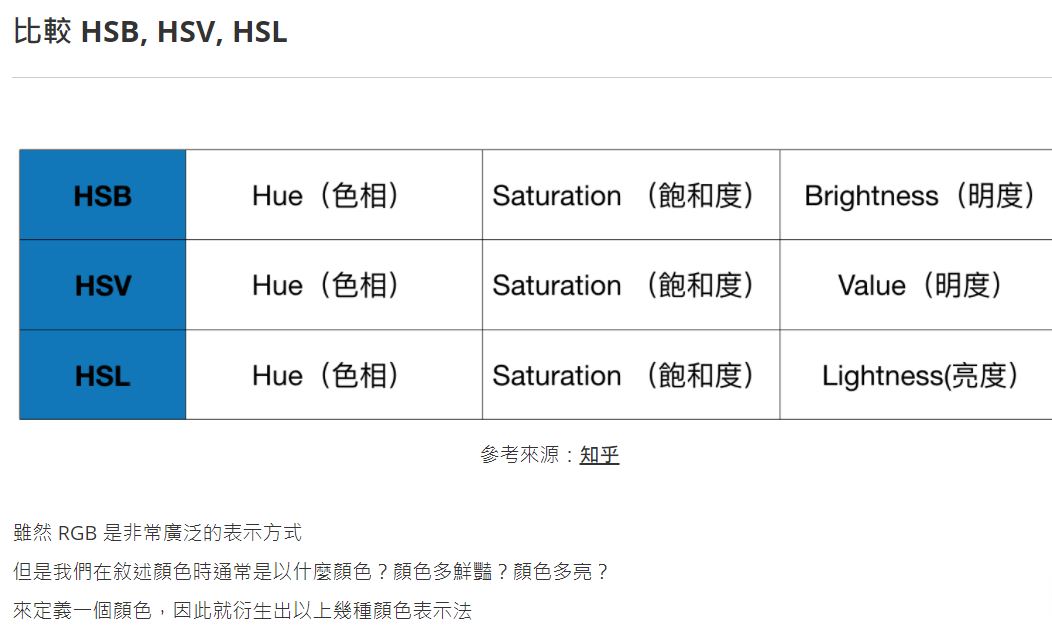 比較 HSB, HSV, HSL
HSB Hue（色相） Saturation （飽和度） Brightness（明度）
HSV Hue（色相） Saturation （飽和度） Value（明度）
HSL Hue（色相） Saturation （飽和度） Lightness(亮度）
參考來源：知乎
雖然 RGB 是非常廣泛的表示方式
但是我們在敘述顏色時通常是以什麼顏色？顏色多鮮豔？顏色多亮？
來定義一個顏色，因此就衍生出以上幾種顏色表示法